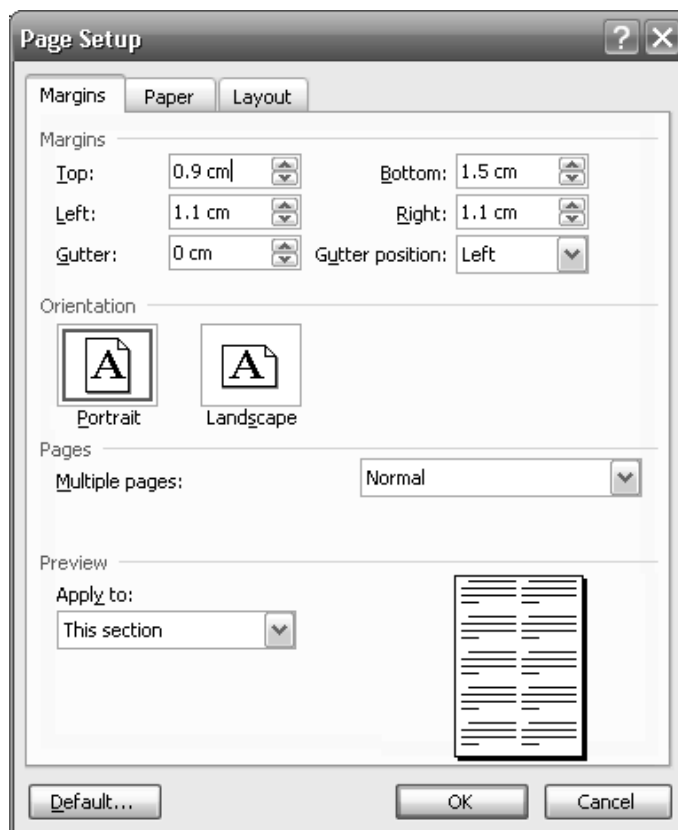 Page Setup
Margins Paper Layout
Margins
Top: 0.9 cm Bottom: 1.5 cm
Left: 1.1 cm Right: 1.1 cm
Gutter: 0 cm Gutter position: Left
Orientation
A A
Portrait Landscape
Pages
Multiple pages: Normal
Preview
Apply to:
This section
Default... OK Cancel